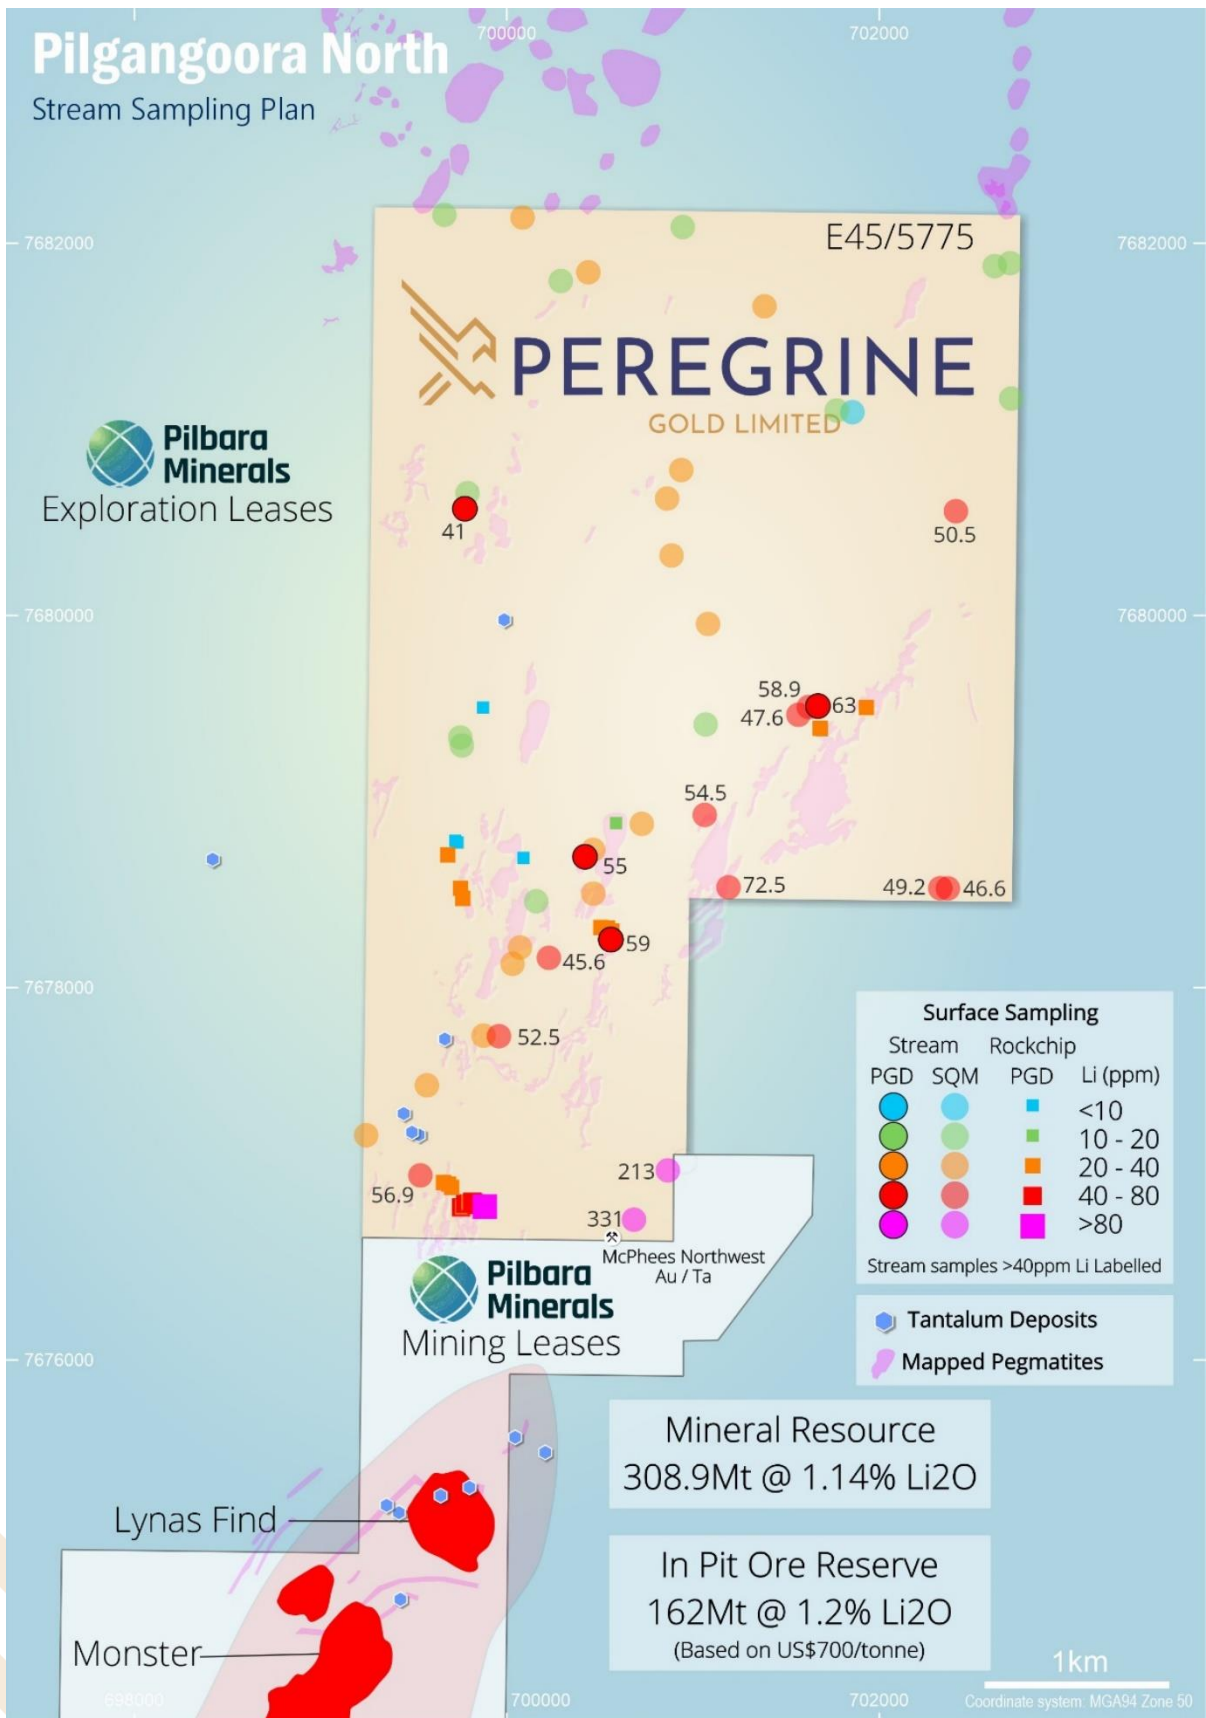 Pilgangoora North
Stream Sampling Plan
700000
702000
7682000
7682000
E45/5775
PEREGRINE
GOLD LIMITED
Pilbara
Minerals
Exploration Leases
41
50.5
7680000
7680000
58.9
63
47.6
54.5
55
72.5
49.2
46.6
59
45.6
7678000
52.5
56.9
213
331
McPhees Northwest
Au / Ta
Surface Sampling
Stream Rockchip
PGD SQM PGD Li (ppm)
<10
10 - 20
20 - 40
40 - 80
>80
Stream samples >40ppm Li Labelled
Tantalum Deposits
Mapped Pegmatites
Pilbara
Minerals
Mining Leases
7676000
Mineral Resource
308.9Mt @ 1.14% Li2O
Lynas Find
In Pit Ore Reserve
162Mt @ 1.2% Li2O
(Based on US$700/tonne)
Monster
1km
698000
700000
702000
Coordinate system: MGA94 Zone 50